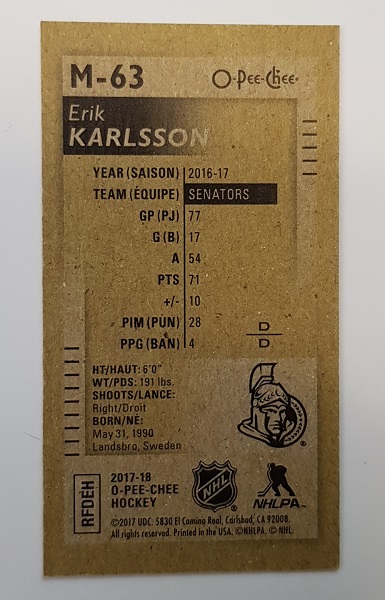 M-63 O-Pee-Chee
Erik
KARLSSON
YEAR (SAISON) 2016-17
TEAM (ÉQUIPE) SENATORS
GP (PJ) 77
G (B) 17
A 54
PTS 71
+/- 10
PIM (PUN) 28
PPG (BAN) 4
D
D
HT/HAUT: 6'0"
WT/PDS: 191 lbs.
SHOOTS/LANCE:
Right/Droit
BORN/NÉ:
May 31, 1990
Landsbro, Sweden
RFDEH
2017-18
O-PEE-CHEE
HOCKEY
NHL
NHLPA
©2017 UDC. 5830 El Camino Real, Carlsbad, CA 92008.
All rights reserved. Printed in the USA. ©NHLPA. ©NHL.